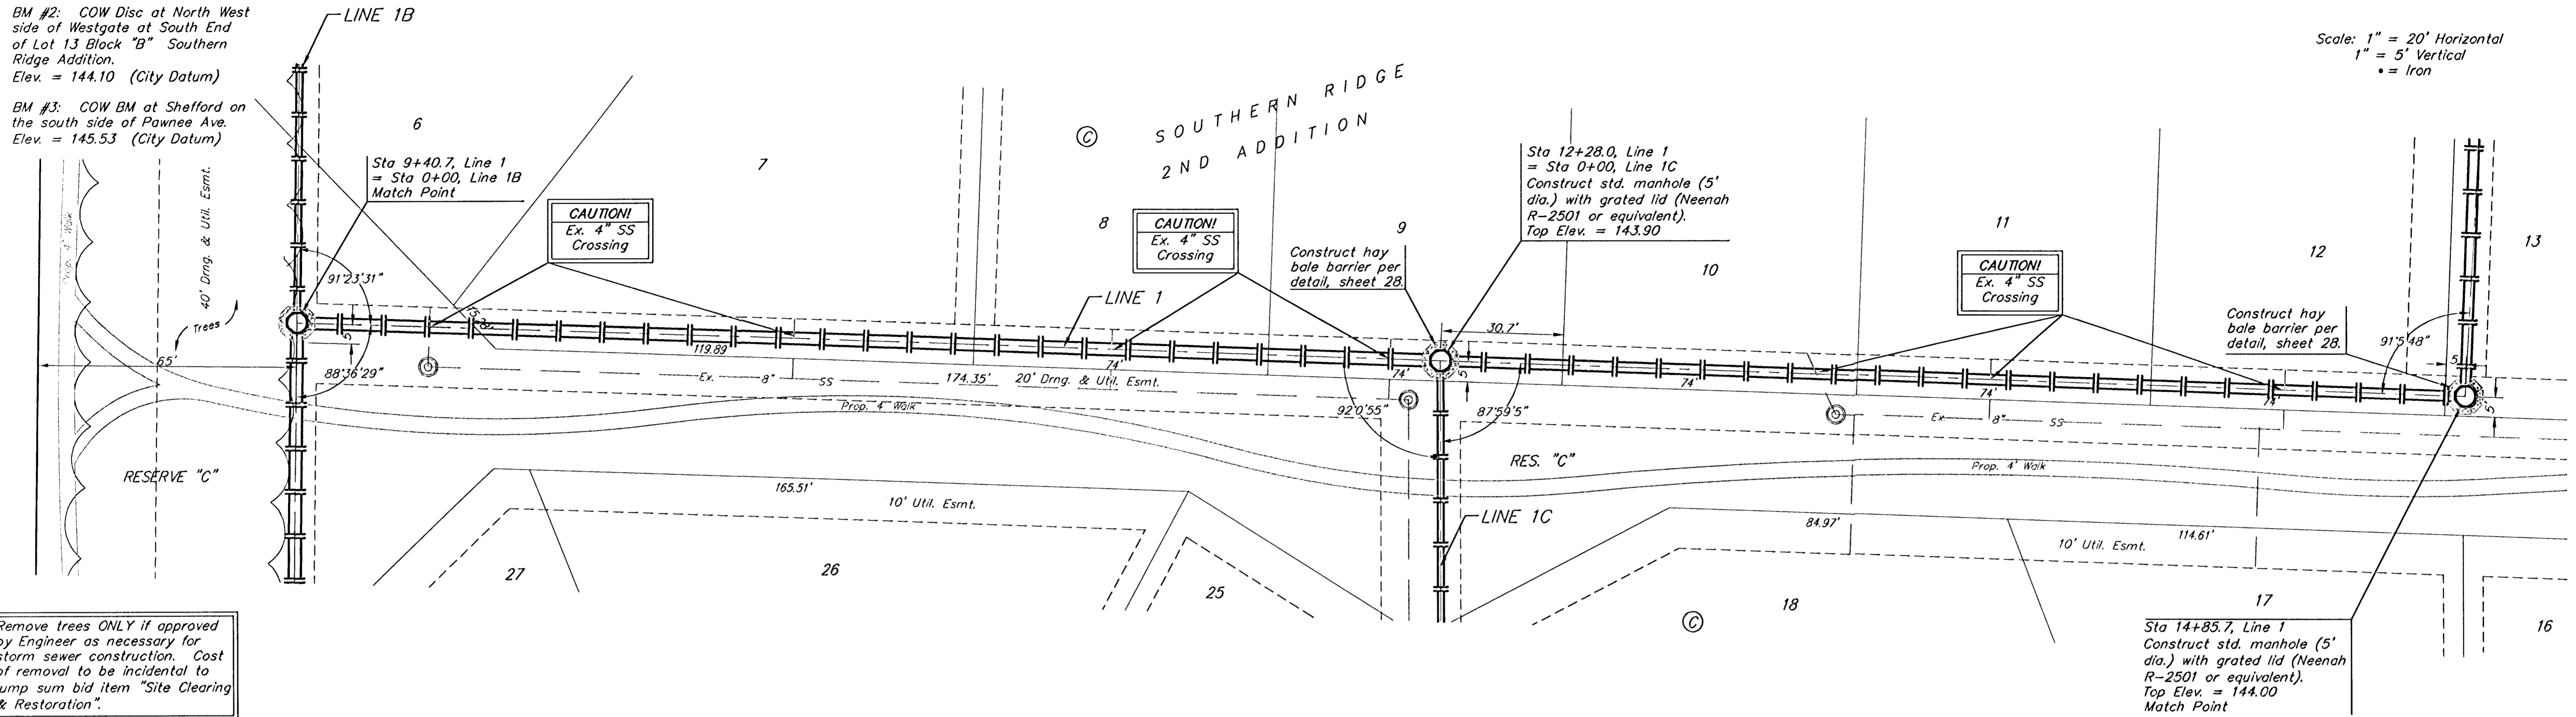 BM #2: COW Disc at North West
side of Westgate at South End
of Lot 13 Block "B" Southern
Ridge Addition.
Elev. = 144.10 (City Datum)
BM #3: COW BM at Shefford on
the south side of Pawnee Ave.
Elev. = 145.53 (City Datum)
LINE 1B
Scale: 1" = 20' Horizontal
1" = 5' Vertical
• = Iron
SOUTHERN RIDGE
2ND ADDITION
C
6
7
8
9
10
11
12
13
Sta 9+40.7, Line 1
= Sta 0+00, Line 1B
Match Point
CAUTION!
Ex. 4" SS
Crossing
CAUTION!
Ex. 4" SS
Crossing
Construct hay
bale barrier per
detail, sheet 28.
Sta 12+28.0, Line 1
= Sta 0+00, Line 1C
Construct std. manhole (5'
dia.) with grated lid (Neenah
R-2501 or equivalent).
Top Elev. = 143.90
CAUTION!
Ex. 4" SS
Crossing
Construct hay
bale barrier per
detail, sheet 28.
Prop. 4' Walk
40' Drng. & Util. Esmt.
Trees
65'
91°23'31"
88°36'29"
5'
LINE 1
119.89
74'
Ex. 8" SS
174.35'
20' Drng. & Util. Esmt.
Prop. 4' Walk
74'
30.7'
5'
92°0'55"
87°59'5"
74'
74'
74'
Ex. 8" SS
91°5'48"
5'
5'
RESERVE "C"
RES. "C"
Prop. 4' Walk
165.51'
10' Util. Esmt.
LINE 1C
84.97'
114.61'
10' Util. Esmt.
27
26
25
C
18
17
16
Remove trees ONLY if approved
by Engineer as necessary for
storm sewer construction. Cost
of removal to be incidental to
lump sum bid item "Site Clearing
& Restoration".
Sta 14+85.7, Line 1
Construct std. manhole (5'
dia.) with grated lid (Neenah
R-2501 or equivalent).
Top Elev. = 144.00
Match Point